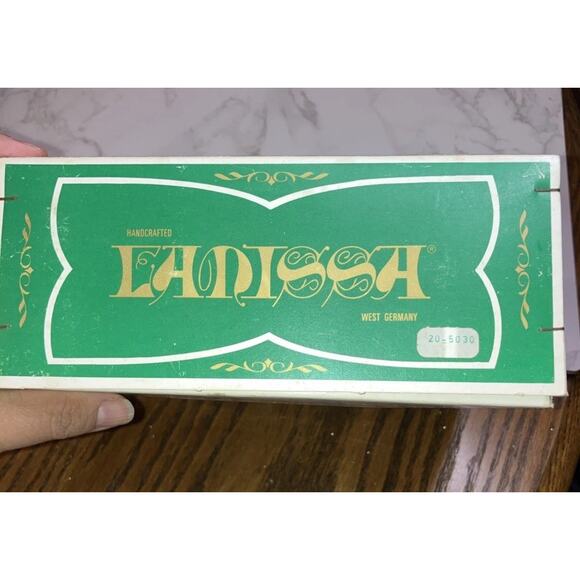 HANDCRAFTED
LANISSA®
WEST GERMANY
20-5030